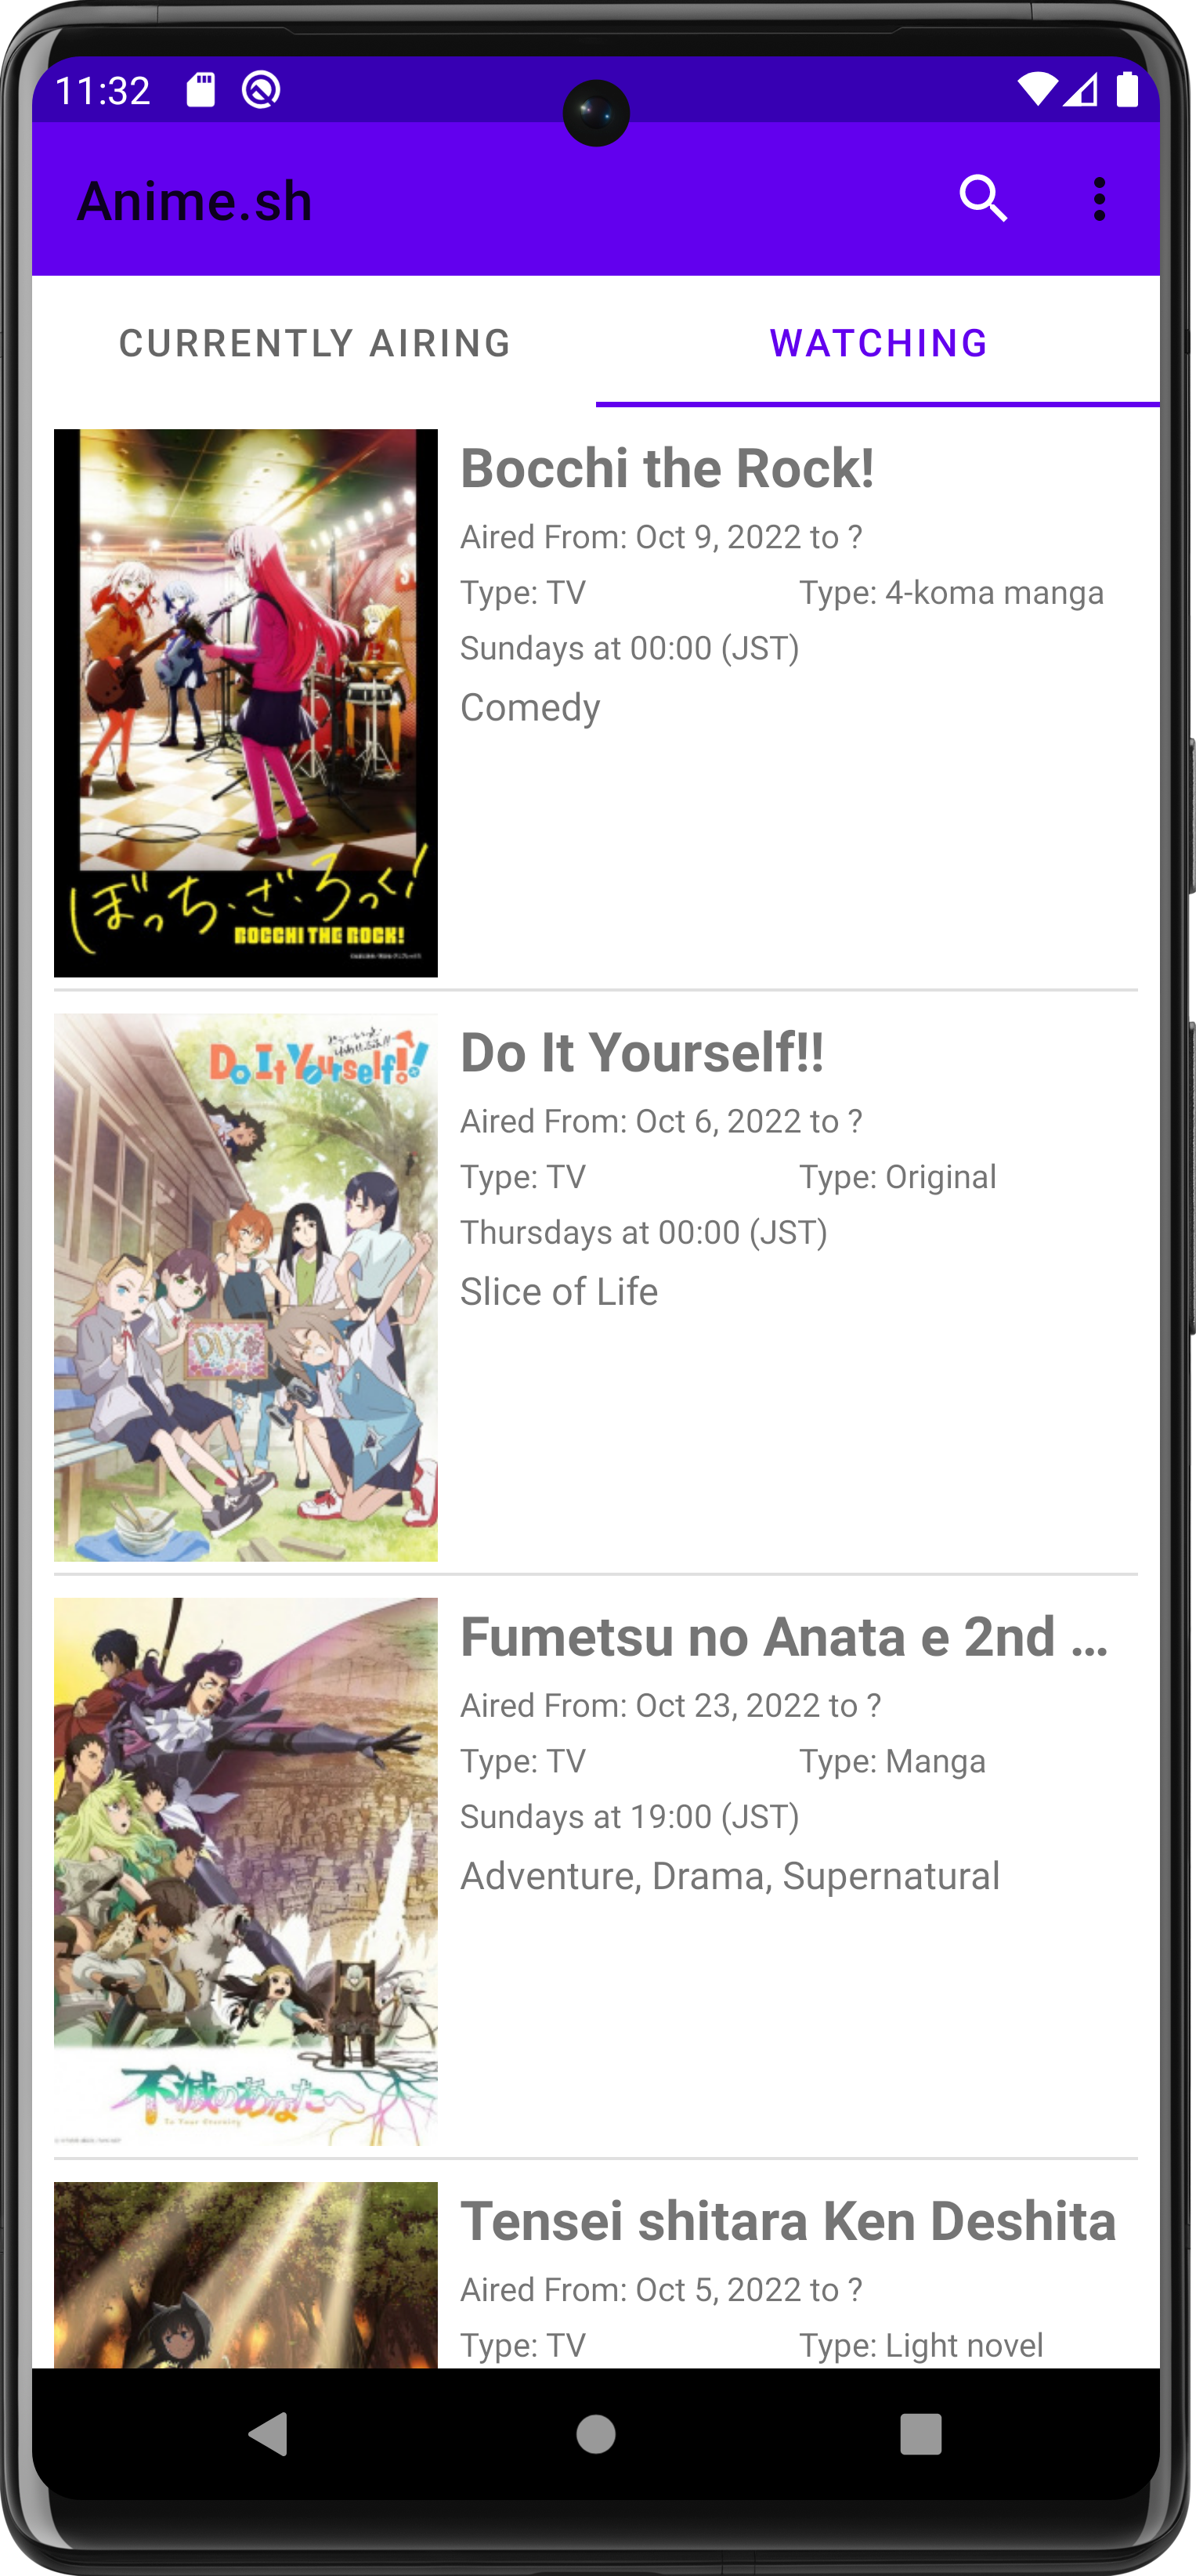 11:32
Anime.sh
CURRENTLY AIRING
WATCHING
Bocchi the Rock!
Aired From: Oct 9, 2022 to ?
Type: TV
Type: 4-koma manga
Sundays at 00:00 (JST)
Comedy
ぼっち・ざ・ろっく!
BOCCHI THE ROCK!
Do It Yourself!!
Do It Yourself!!
Aired From: Oct 6, 2022 to ?
Type: TV
Type: Original
Thursdays at 00:00 (JST)
Slice of Life
DIY
Fumetsu no Anata e 2nd ...
Aired From: Oct 23, 2022 to ?
Type: TV
Type: Manga
Sundays at 19:00 (JST)
Adventure, Drama, Supernatural
不滅のあなたへ
To Your Eternity
Tensei shitara Ken Deshita
Aired From: Oct 5, 2022 to ?
Type: TV
Type: Light novel